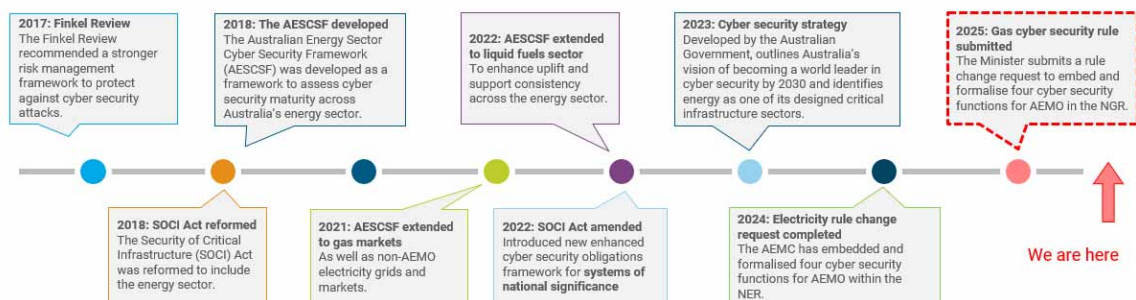 2017: Finkel Review
The Finkel Review
recommended a stronger
risk management
framework to protect
against cyber security
attacks.
2018: The AESCSF developed
The Australian Energy Sector
Cyber Security Framework
(AESCSF) was developed as a
framework to assess cyber
security maturity across
Australia's energy sector.
2022: AESCSF extended
to liquid fuels sector
To enhance uplift and
support consistency
across the energy sector.
2023: Cyber security strategy
Developed by the Australian
Government, outlines Australia's
vision of becoming a world leader in
cyber security by 2030 and identifies
energy as one of its designed critical
infrastructure sectors.
2025: Gas cyber security rule
submitted
The Minister submits a rule
change request to embed and
formalise four cyber security
functions for AEMO in the NGR.
2018: SOCI Act reformed
The Security of Critical
Infrastructure (SOCI) Act
was reformed to include
the energy sector.
2021: AESCSF extended
to gas markets
As well as non-AEMO
electricity grids and
markets.
2022: SOCI Act amended
Introduced new enhanced
cyber security obligations
framework for systems of
national significance
2024: Electricity rule change
request completed
The AEMC has embedded and
formalised four cyber security
functions for AEMO within the
NER.
We are here